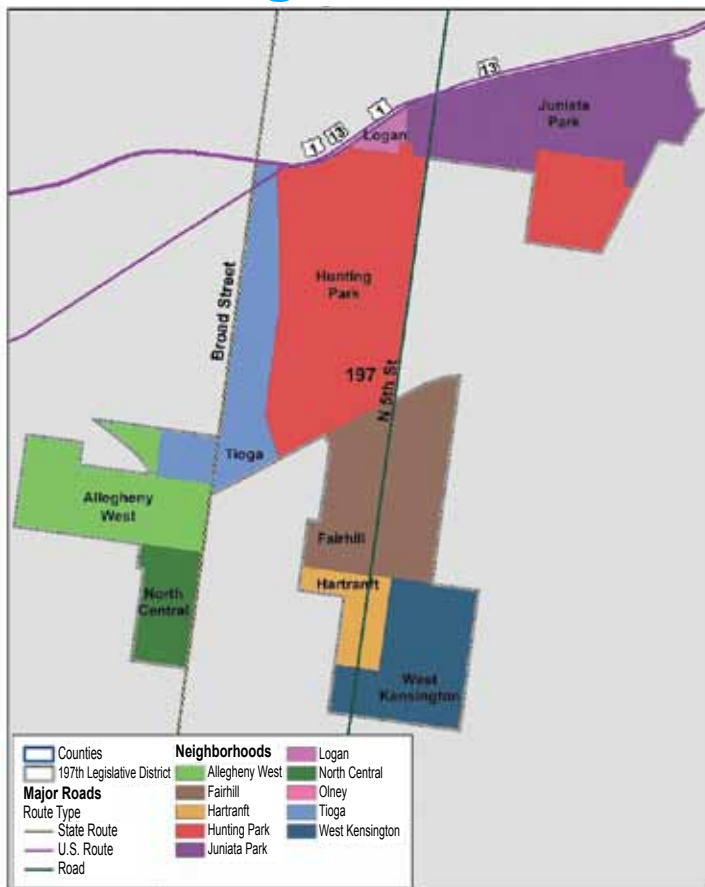 13
1
1 13
Logan
Juniata
Park
Hunting
Park
Broad Street
197
N 5th St
Tioga
Allegheny
West
Fairhill
Hartranft
North
Central
West
Kensington
Counties
197th Legislative District
Major Roads
Route Type
State Route
U.S. Route
Road
Neighborhoods
Allegheny West
Fairhill
Hartranft
Hunting Park
Juniata Park
Logan
North Central
Olney
Tioga
West Kensington